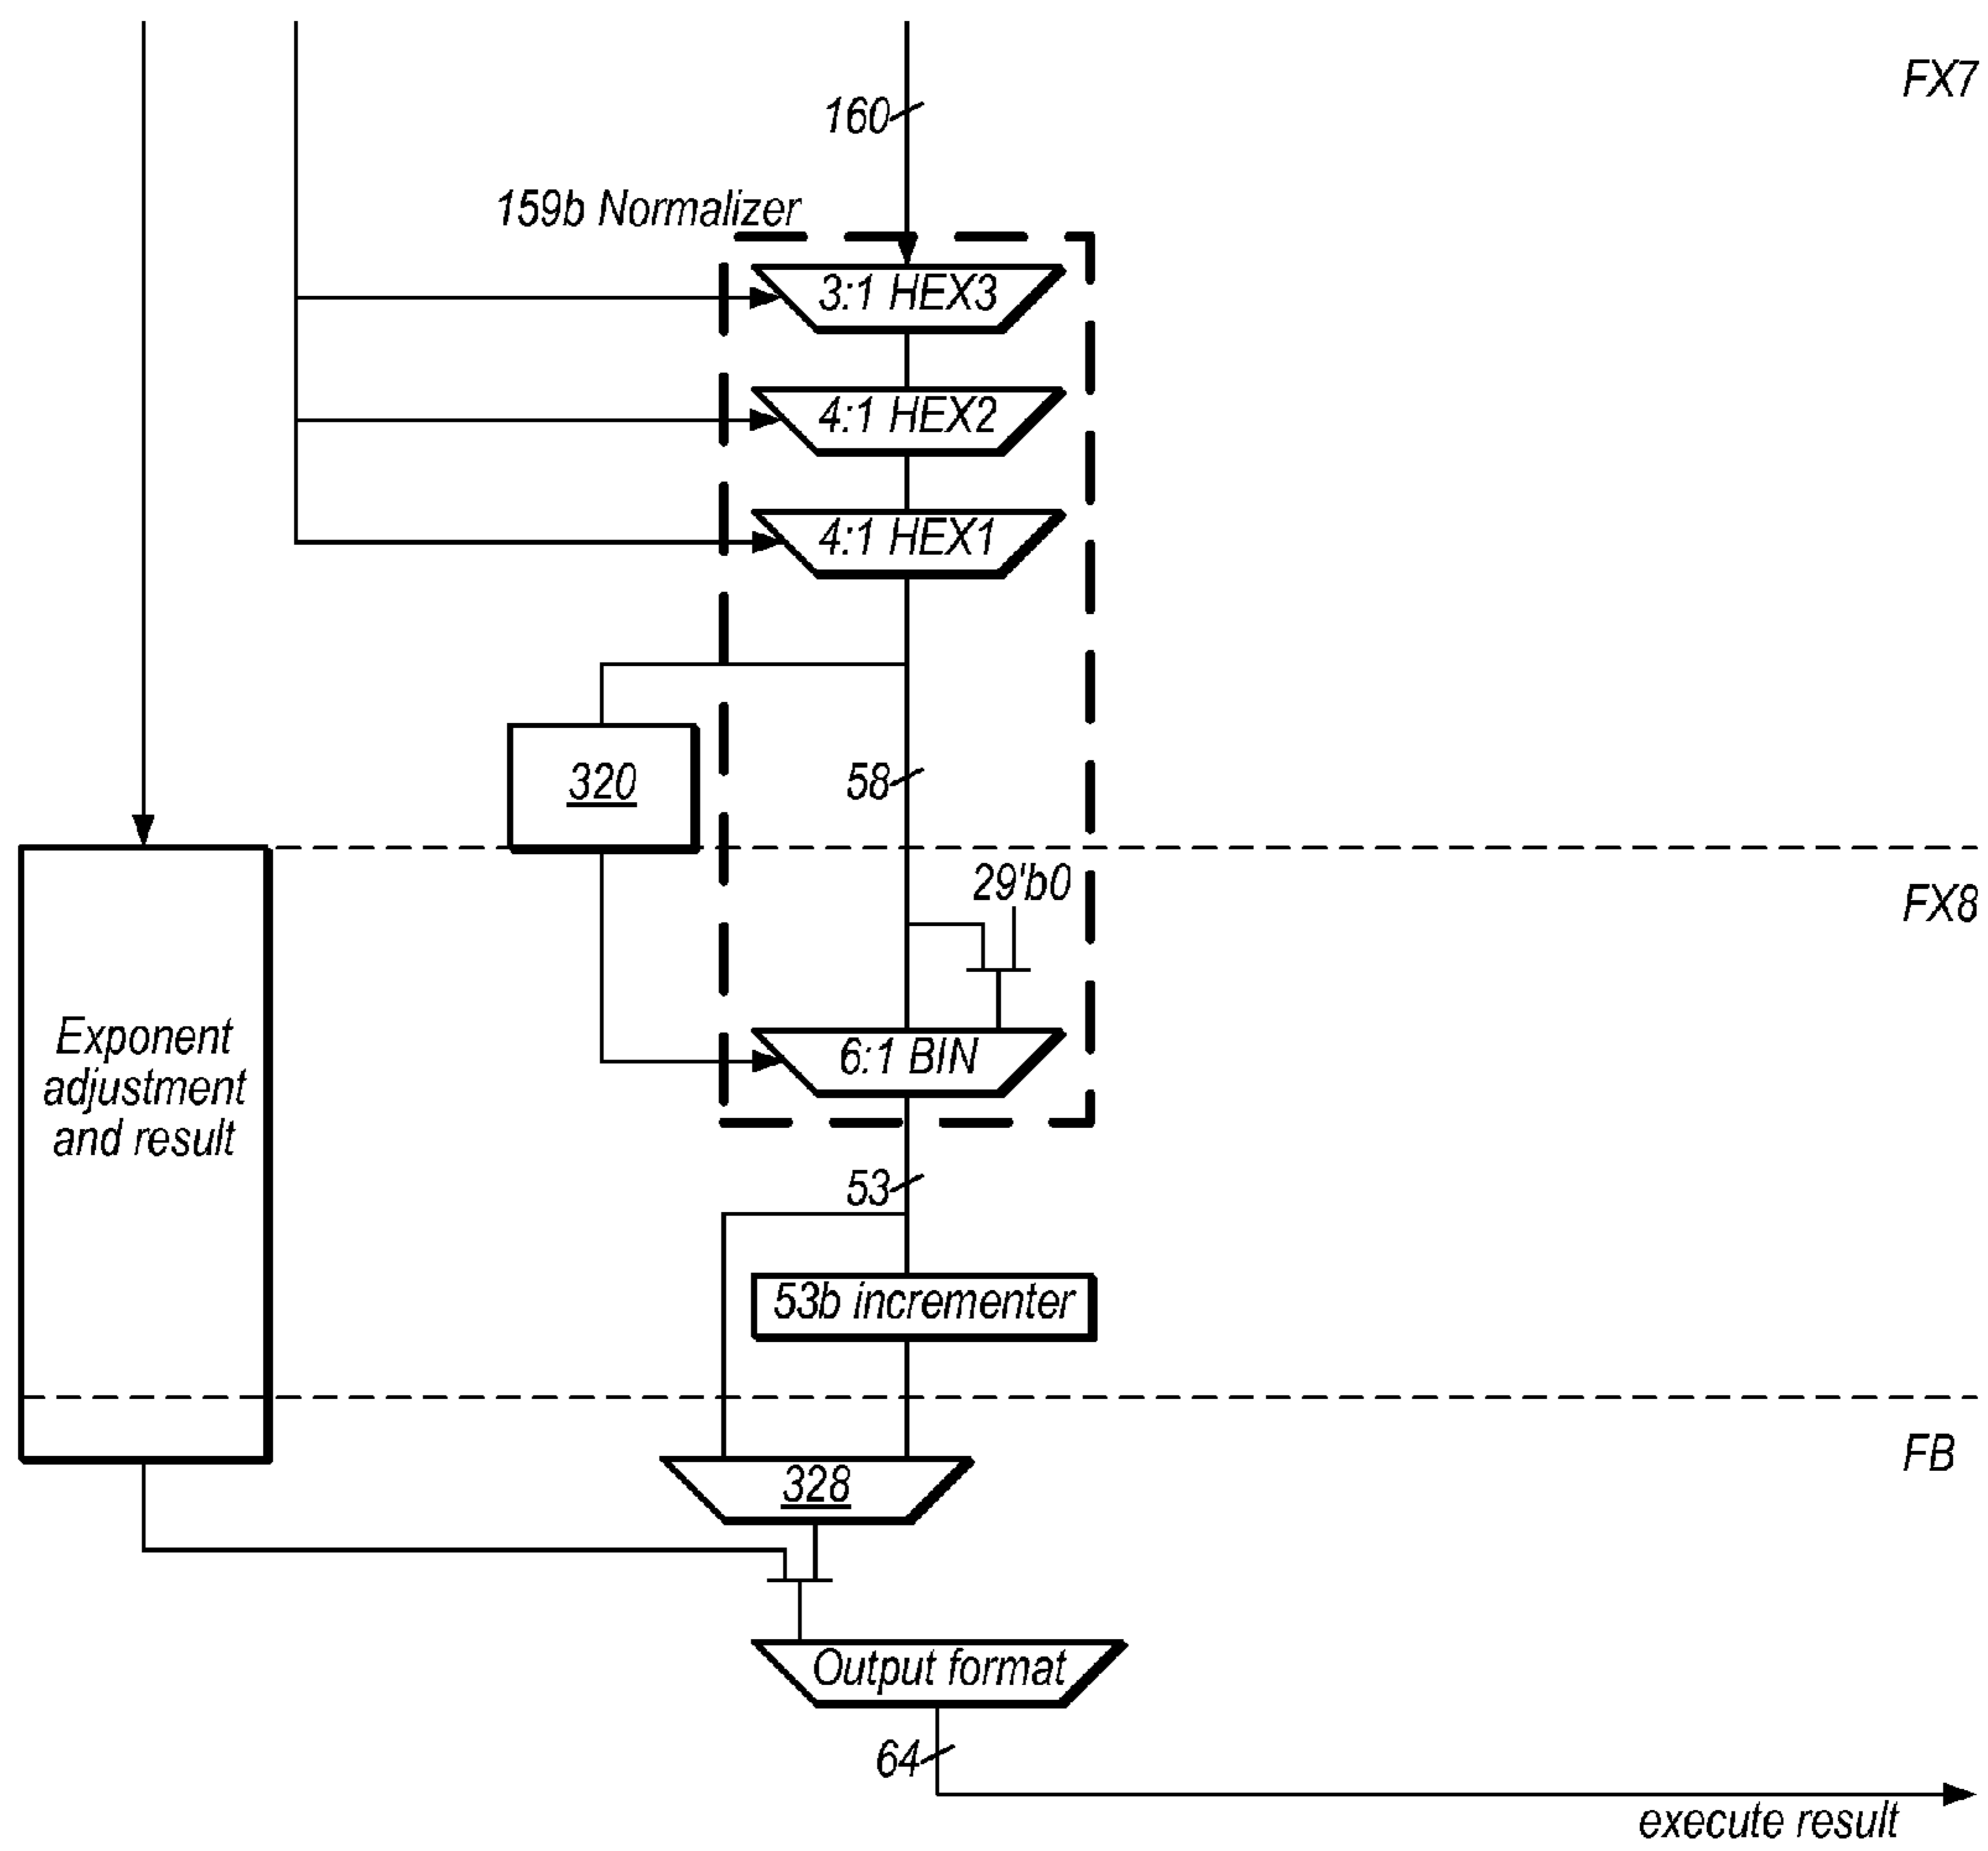 FX7
160
159b Normalizer
3:1 HEX3
4:1 HEX2
4:1 HEX1
320
58
29'b0
FX8
Exponent
adjustment
and result
6:1 BIN
53
53b incrementer
FB
328
Output format
64
execute result